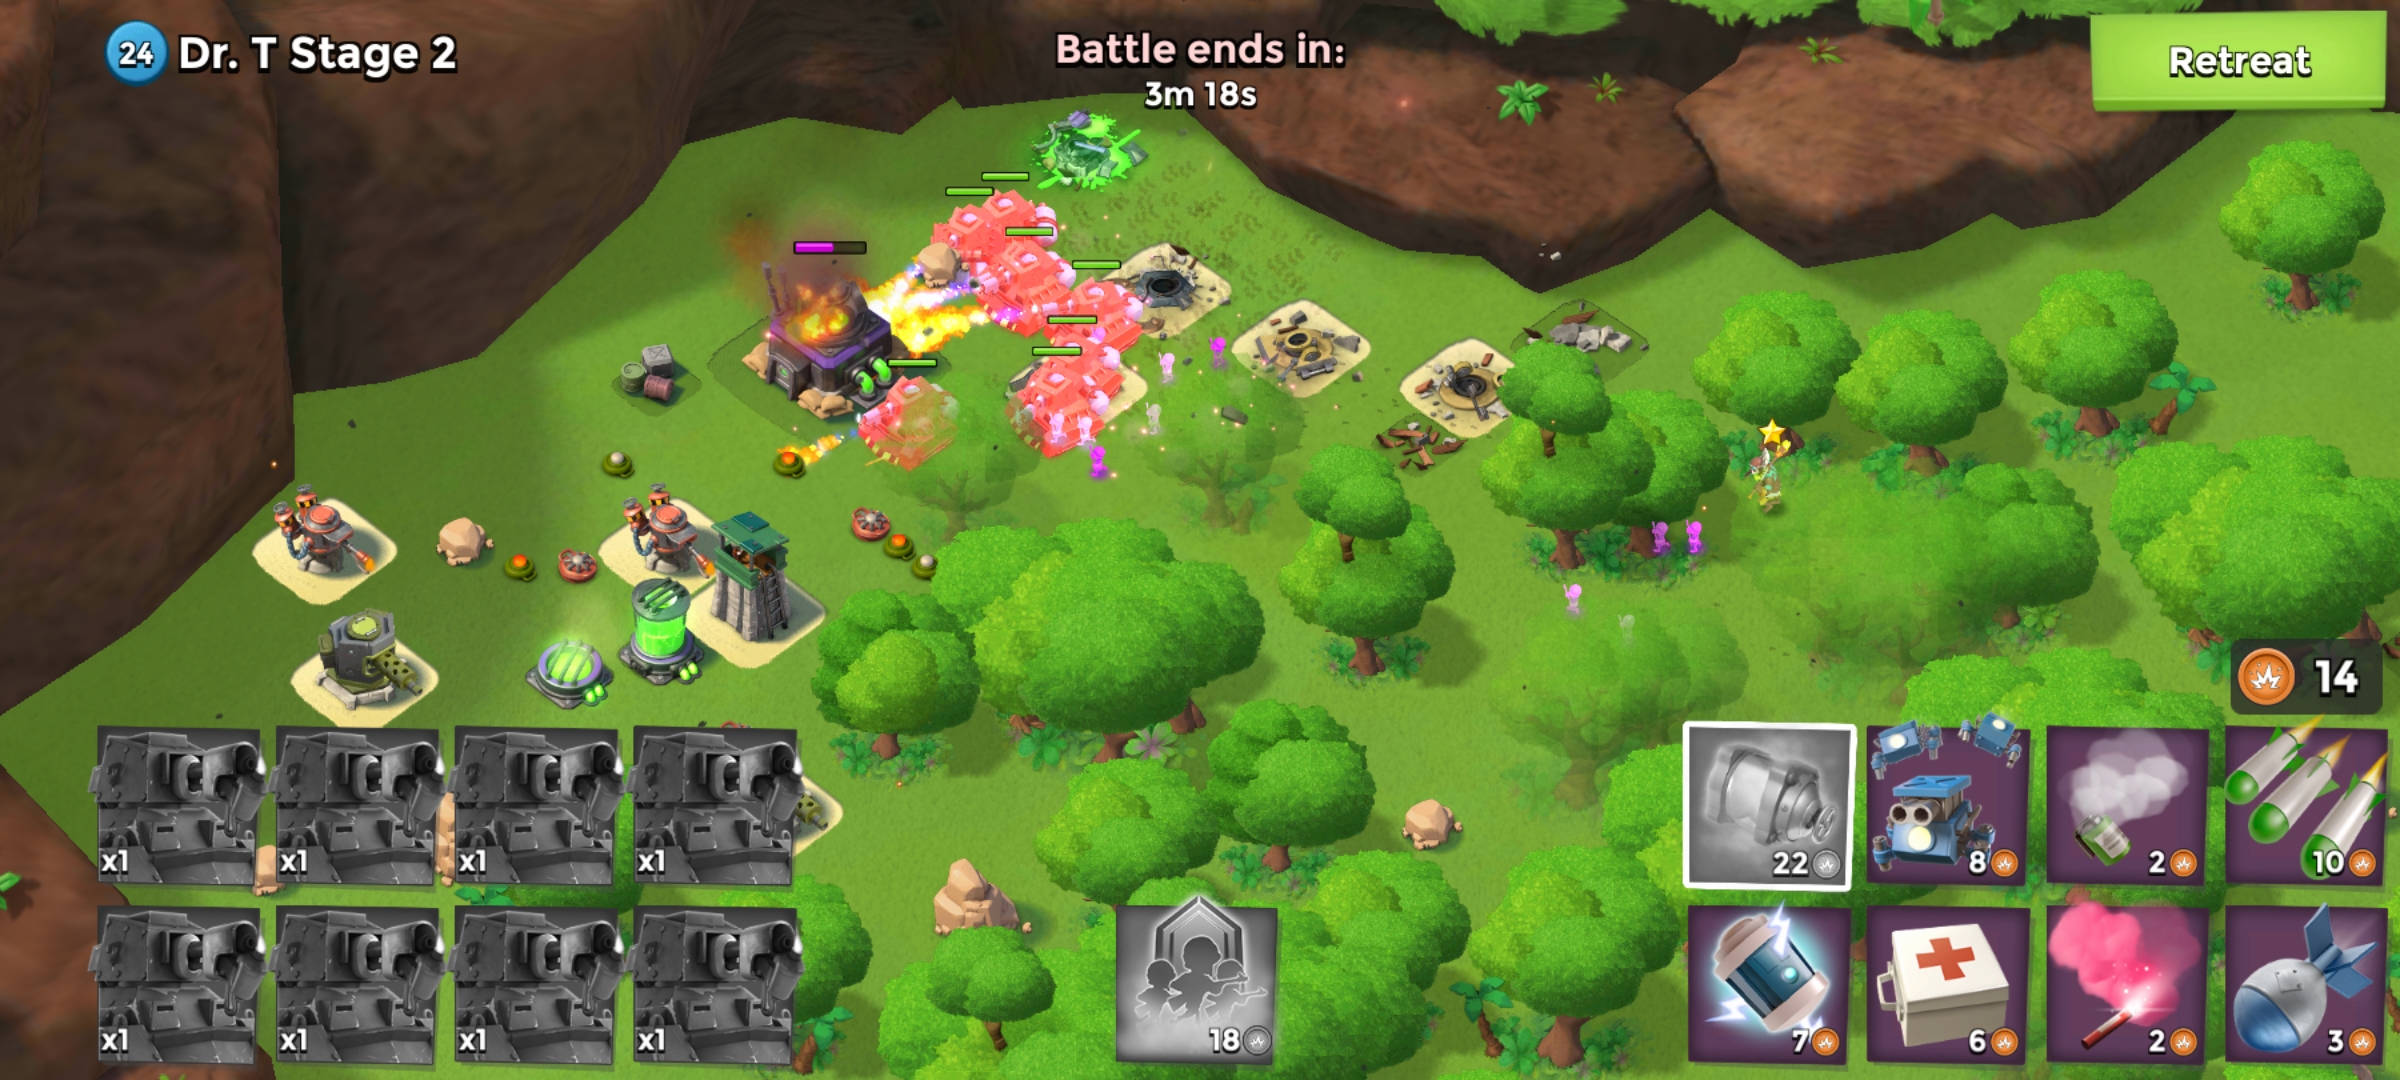 24 Dr. T Stage 2
Battle ends in:
3m 18s
Retreat
14
x1 x1 x1 x1
22 8 2 10
x1 x1 x1 x1
18
7 6 2 3